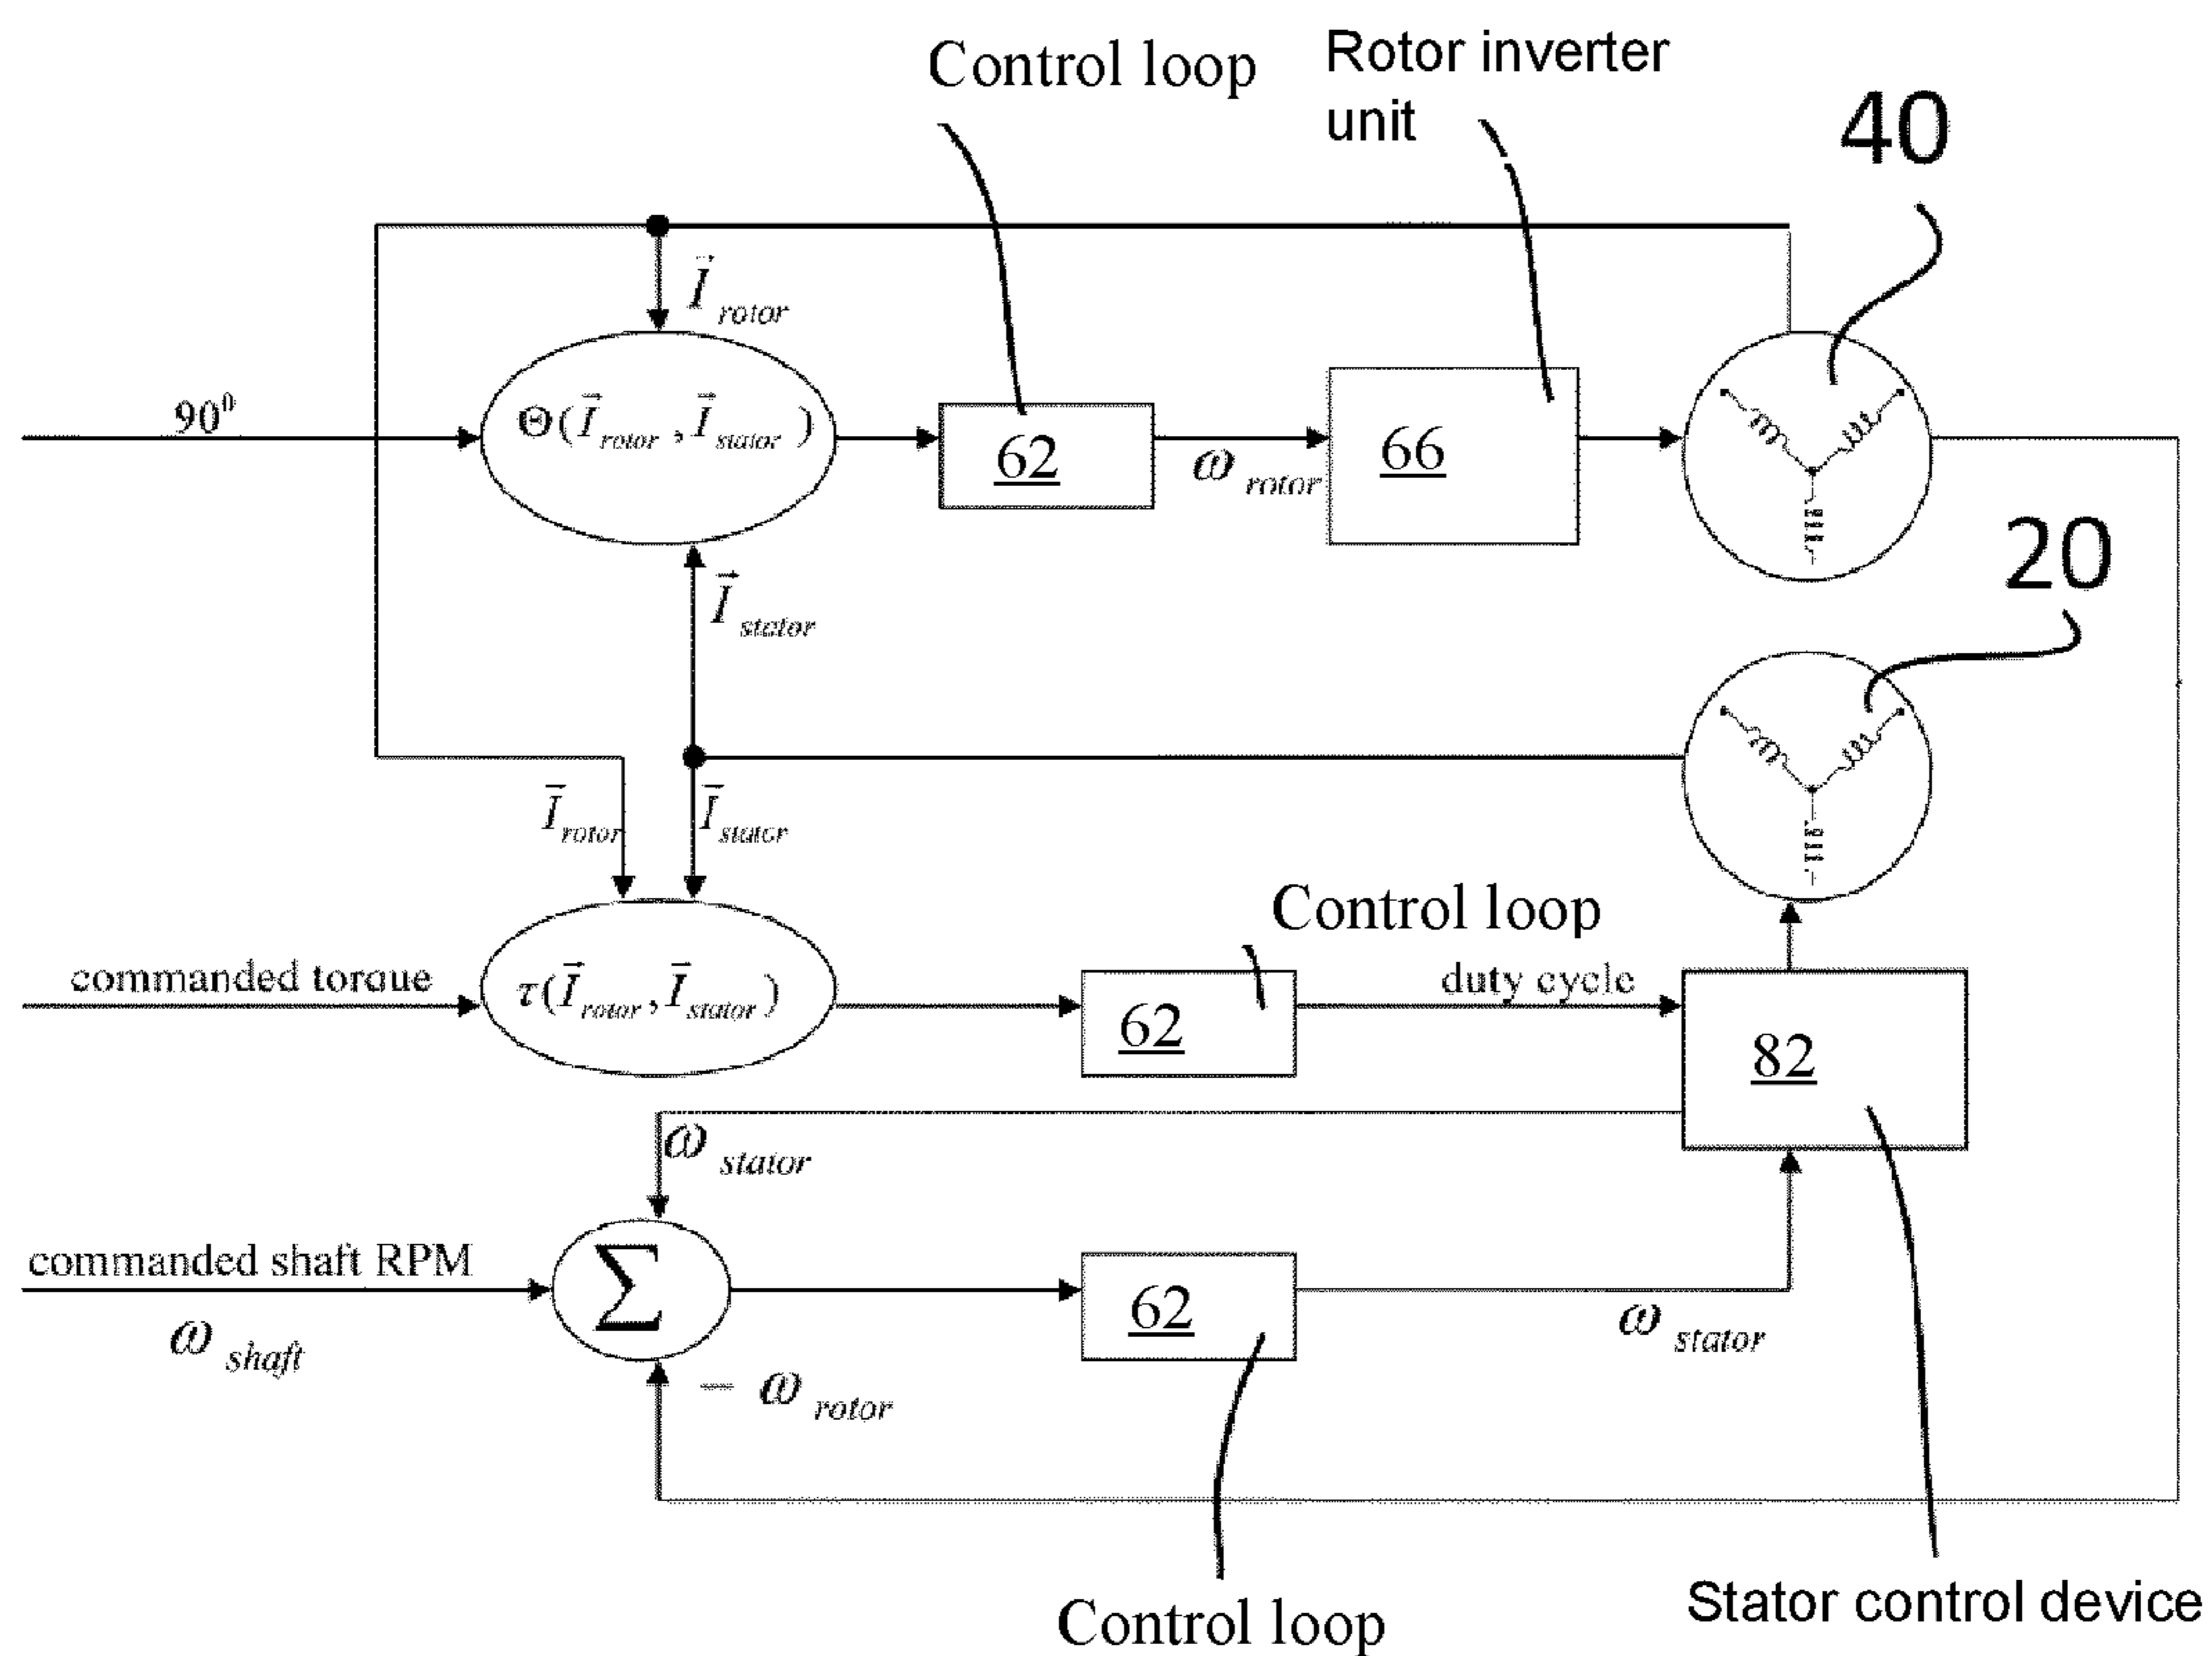 Control loop
Rotor inverter
unit
40
I⃗ rotor
90⁰
Θ(I⃗ rotor , I⃗ stator )
62
ω rotor
66
20
I⃗ stator
I⃗ rotor
I⃗ stator
Control loop
commanded torque
τ(I⃗ rotor , I⃗ stator )
62
duty cycle
82
ω stator
commanded shaft RPM
Σ
62
ω shaft
ω stator
− ω rotor
Control loop
Stator control device